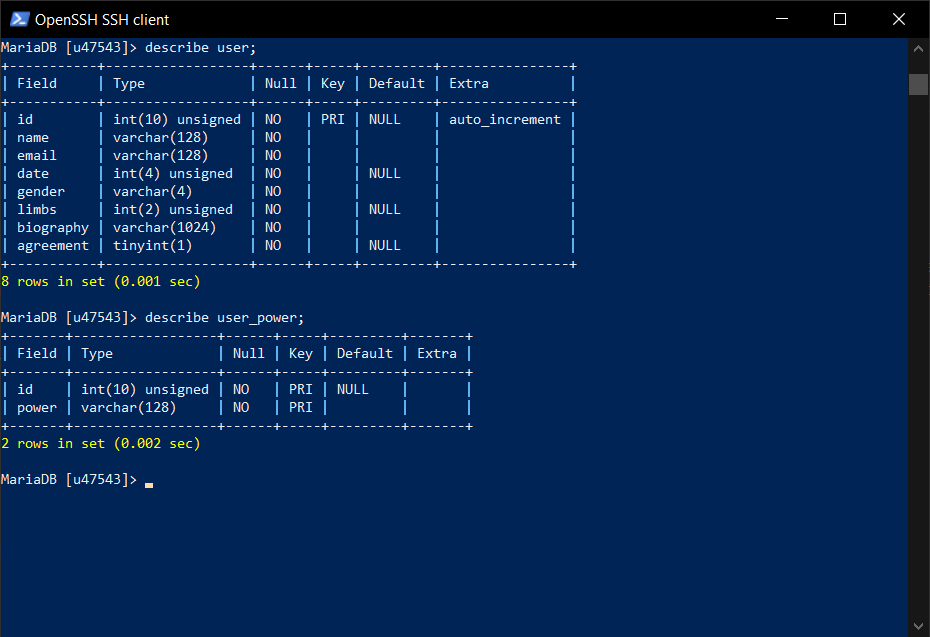 OpenSSH SSH client
MariaDB [u47543]> describe user;
+-----------+------------------+------+-----+---------+----------------+
| Field     | Type             | Null | Key | Default | Extra          |
+-----------+------------------+------+-----+---------+----------------+
| id        | int(10) unsigned | NO   | PRI | NULL    | auto_increment |
| name      | varchar(128)     | NO   |     |         |                |
| email     | varchar(128)     | NO   |     |         |                |
| date      | int(4) unsigned  | NO   |     | NULL    |                |
| gender    | varchar(4)       | NO   |     |         |                |
| limbs     | int(2) unsigned  | NO   |     | NULL    |                |
| biography | varchar(1024)    | NO   |     |         |                |
| agreement | tinyint(1)       | NO   |     | NULL    |                |
+-----------+------------------+------+-----+---------+----------------+
8 rows in set (0.001 sec)
MariaDB [u47543]> describe user_power;
+-------+------------------+------+-----+---------+-------+
| Field | Type             | Null | Key | Default | Extra |
+-------+------------------+------+-----+---------+-------+
| id    | int(10) unsigned | NO   | PRI | NULL    |       |
| power | varchar(128)     | NO   | PRI |         |       |
+-------+------------------+------+-----+---------+-------+
2 rows in set (0.002 sec)
MariaDB [u47543]>